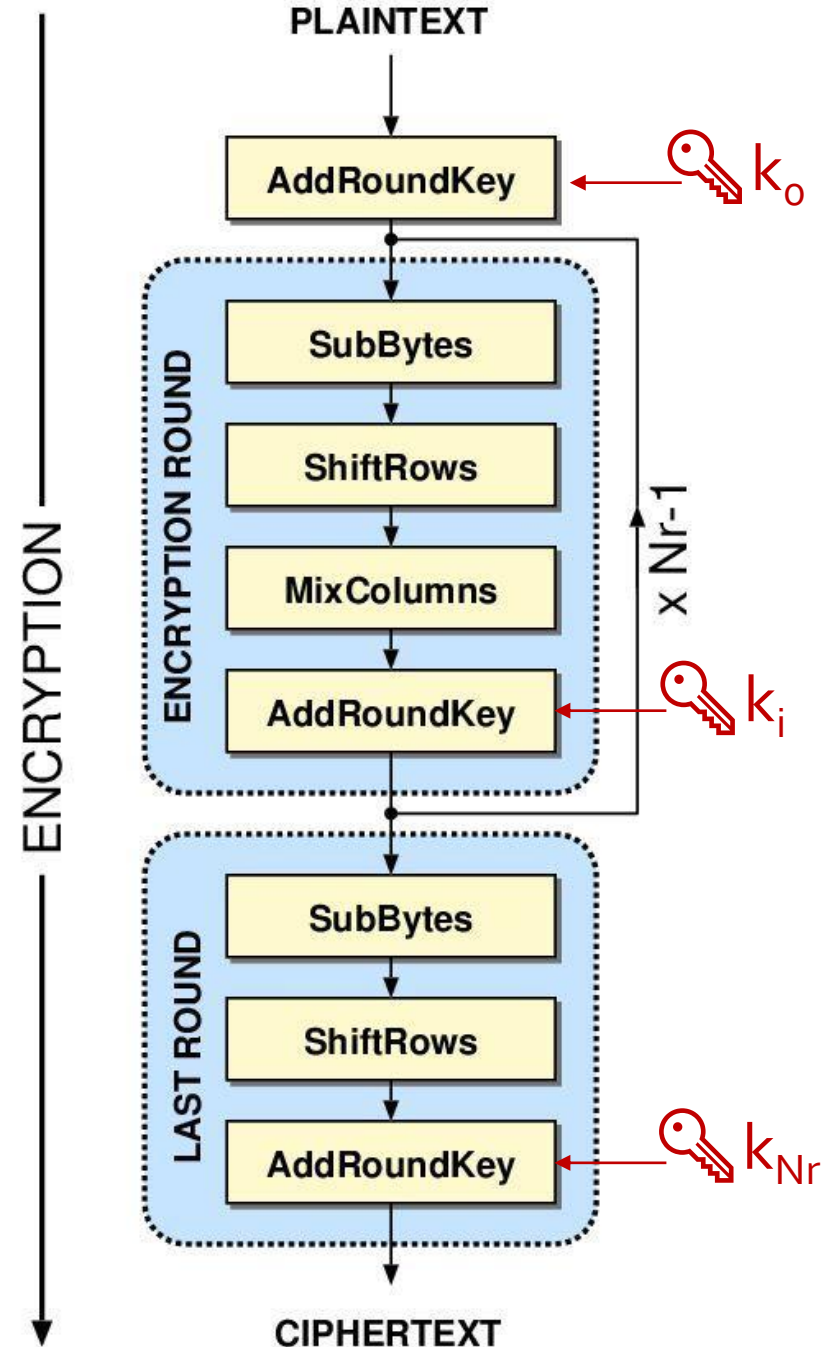 PLAINTEXT
AddRoundKey
ko
ENCRYPTION
ENCRYPTION ROUND
SubBytes
ShiftRows
MixColumns
AddRoundKey
ki
x Nr-1
LAST ROUND
SubBytes
ShiftRows
AddRoundKey
kNr
CIPHERTEXT